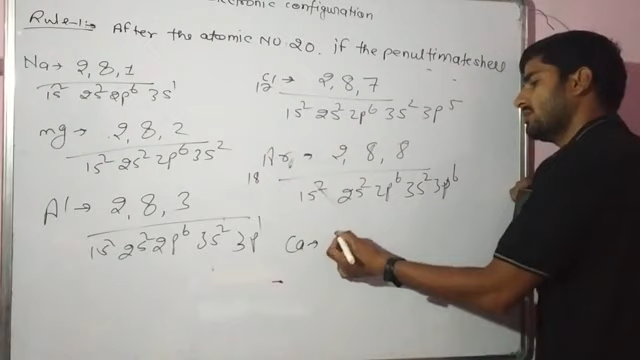 Electronic configuration
Rule-1:- After the atomic No 20. if the penultimate shell
Na→ 2,8,1
1s² 2s² 2p⁶ 3s¹
mg→ 2,8,2
1s² 2s² 2p⁶ 3s²
Al→ 2,8,3
1s² 2s² 2p⁶ 3s² 3p¹
Cl→ 2,8,7
1s² 2s² 2p⁶ 3s² 3p⁵
18 Ar→ 2,8,8
1s² 2s² 2p⁶ 3s² 3p⁶
Ca→